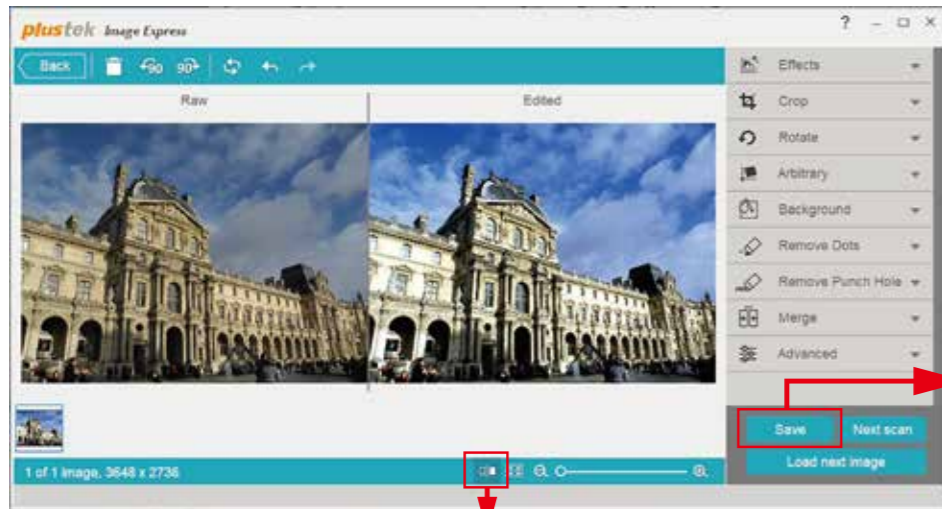 plustek Image Express ?
Back 90 90
Raw Edited
Effects
Crop
Rotate
Arbitrary
Background
Remove Dots
Remove Punch Hole
Merge
Advanced
Save Next scan
Load next image
1 of 1 image, 3648 x 2736